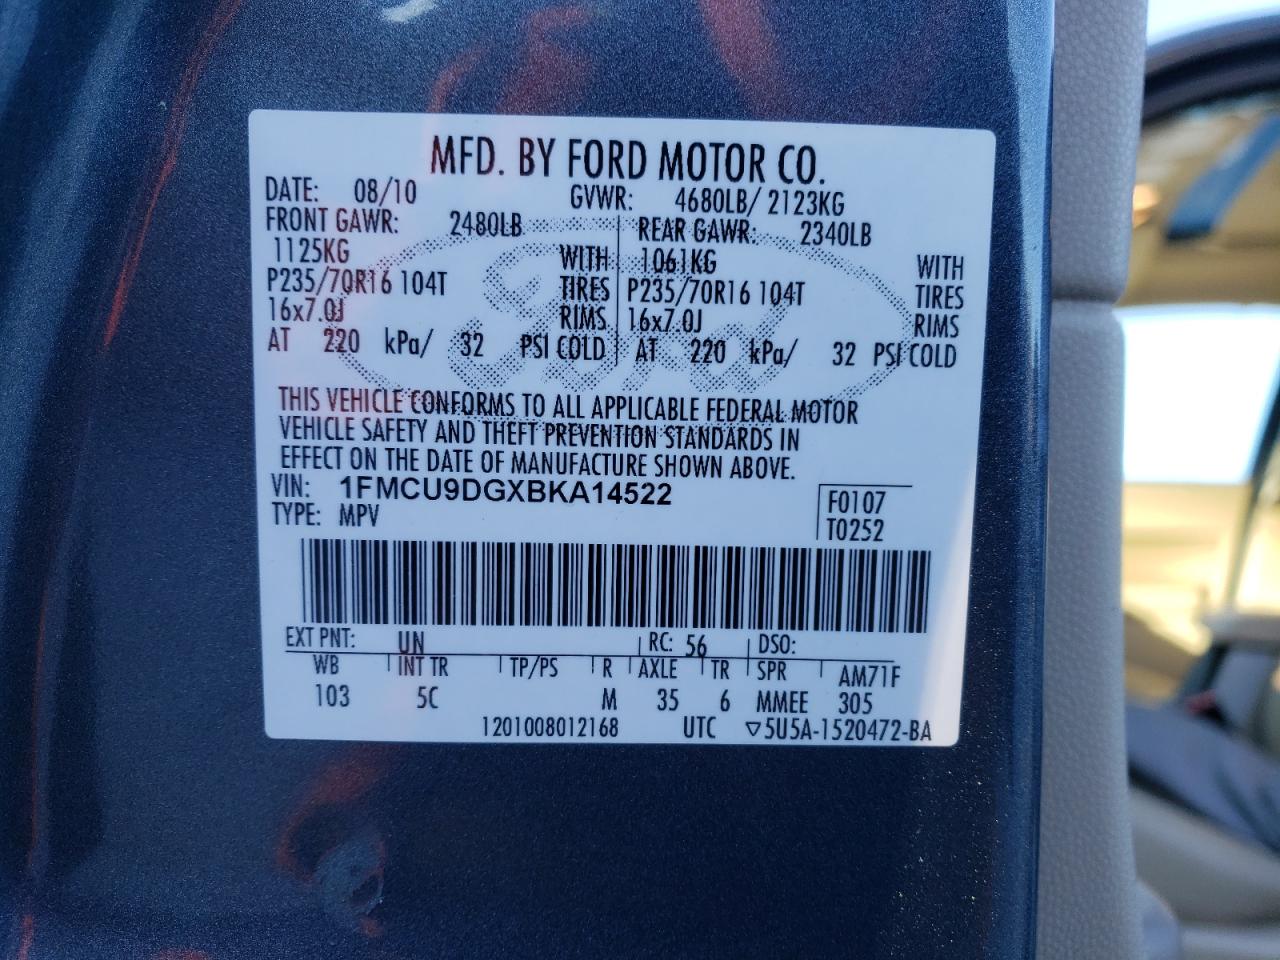 MFD. BY FORD MOTOR CO.
DATE: 08/10 GVWR: 4680LB/ 2123KG
FRONT GAWR: 2480LB REAR GAWR: 2340LB
1125KG WITH 1061KG WITH
P235/70R16 104T TIRES P235/70R16 104T TIRES
16x7.0J RIMS 16x7.0J RIMS
AT 220 kPa/ 32 PSI COLD AT 220 kPa/ 32 PSI COLD
Ford
THIS VEHICLE CONFORMS TO ALL APPLICABLE FEDERAL MOTOR
VEHICLE SAFETY AND THEFT PREVENTION STANDARDS IN
EFFECT ON THE DATE OF MANUFACTURE SHOWN ABOVE.
VIN: 1FMCU9DGXBKA14522 F0107
TYPE: MPV T0252
EXT PNT: UN RC: 56 DSO:
WB INT TR TP/PS R AXLE TR SPR AM71F
103 5C M 35 6 MMEE 305
1201008012168 UTC ▽5U5A-1520472-BA